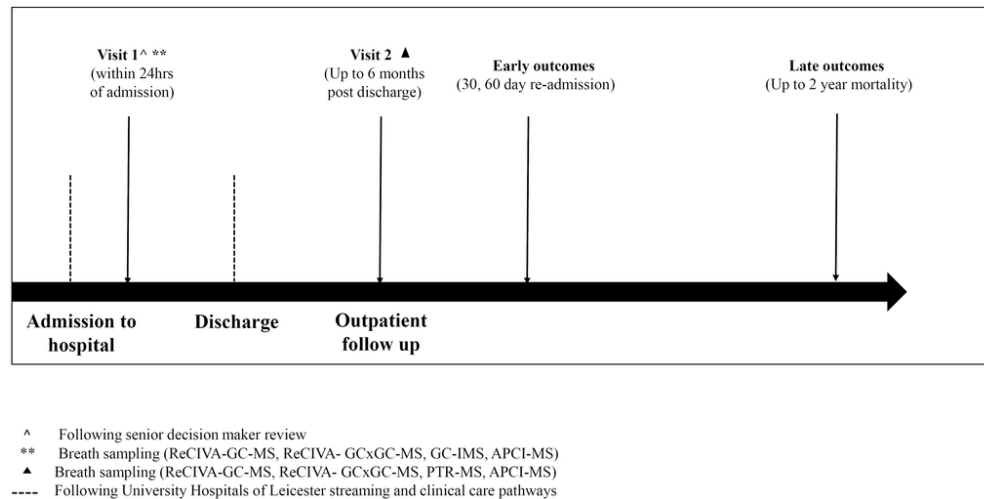 Visit 1^ **
(within 24hrs
of admission)
Visit 2 ▲
(Up to 6 months
post discharge)
Early outcomes
(30, 60 day re-admission)
Late outcomes
(Up to 2 year mortality)
Admission to
hospital
Discharge
Outpatient
follow up
^ Following senior decision maker review
** Breath sampling (ReCIVA-GC-MS, ReCIVA- GCxGC-MS, GC-IMS, APCI-MS)
▲ Breath sampling (ReCIVA-GC-MS, ReCIVA- GCxGC-MS, PTR-MS, APCI-MS)
---- Following University Hospitals of Leicester streaming and clinical care pathways